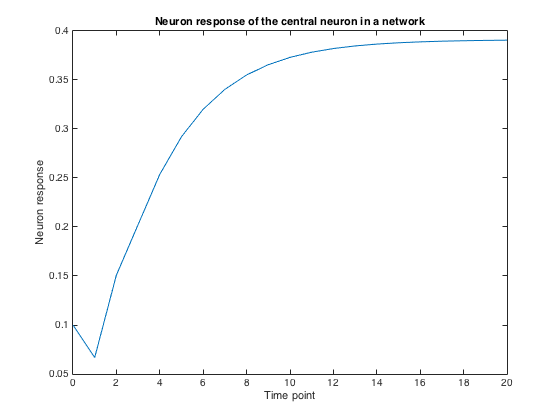 Neuron response of the central neuron in a network
0.4
0.35
0.3
0.25
0.2
0.15
0.1
0.05
Neuron response
0 2 4 6 8 10 12 14 16 18 20
Time point